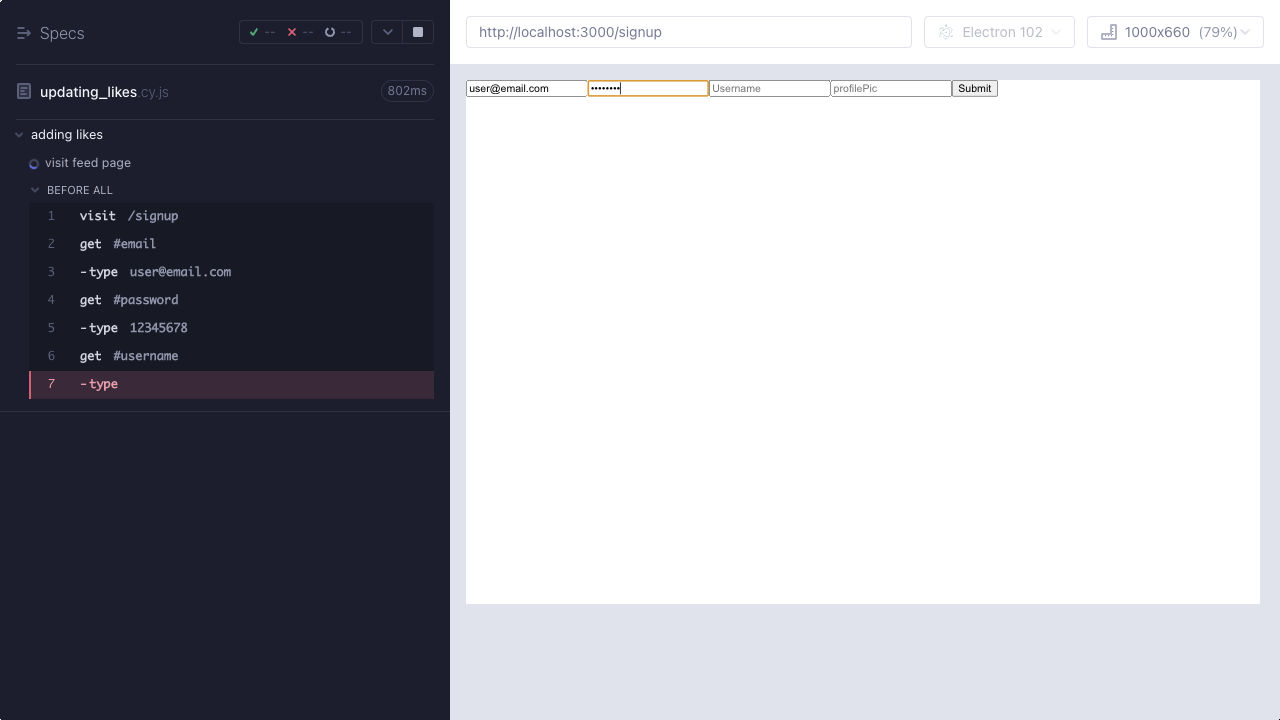 Specs
-- -- --
updating_likes.cy.js 802ms
adding likes
visit feed page
BEFORE ALL
1 visit /signup
2 get #email
3 -type user@email.com
4 get #password
5 -type 12345678
6 get #username
7 -type
http://localhost:3000/signup Electron 102 1000x660 (79%)
user@email.com •••••••• Username profilePic Submit